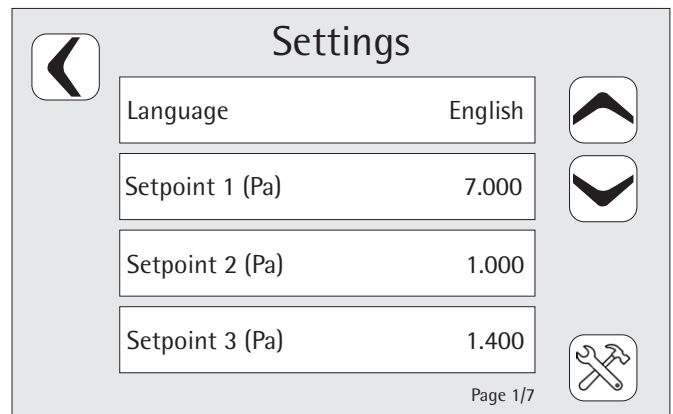 Settings
Language English
Setpoint 1 (Pa) 7.000
Setpoint 2 (Pa) 1.000
Setpoint 3 (Pa) 1.400
Page 1/7